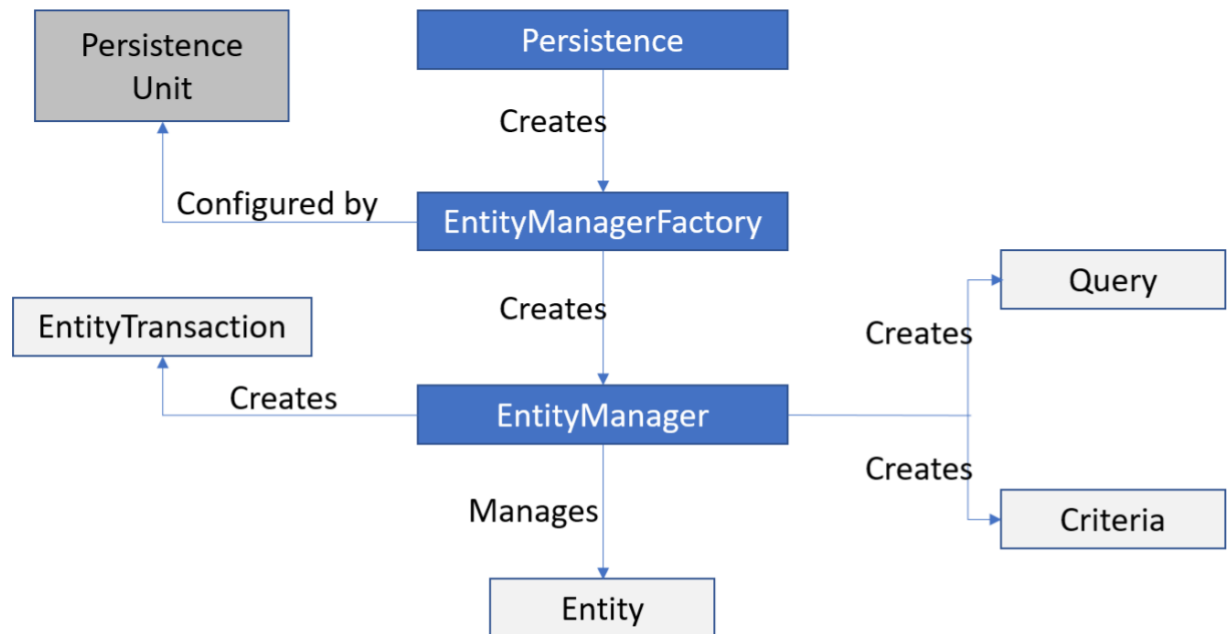 Persistence
Unit
Persistence
Creates
Configured by
EntityManagerFactory
Creates
Query
EntityTransaction
Creates
Creates
EntityManager
Creates
Manages
Criteria
Entity